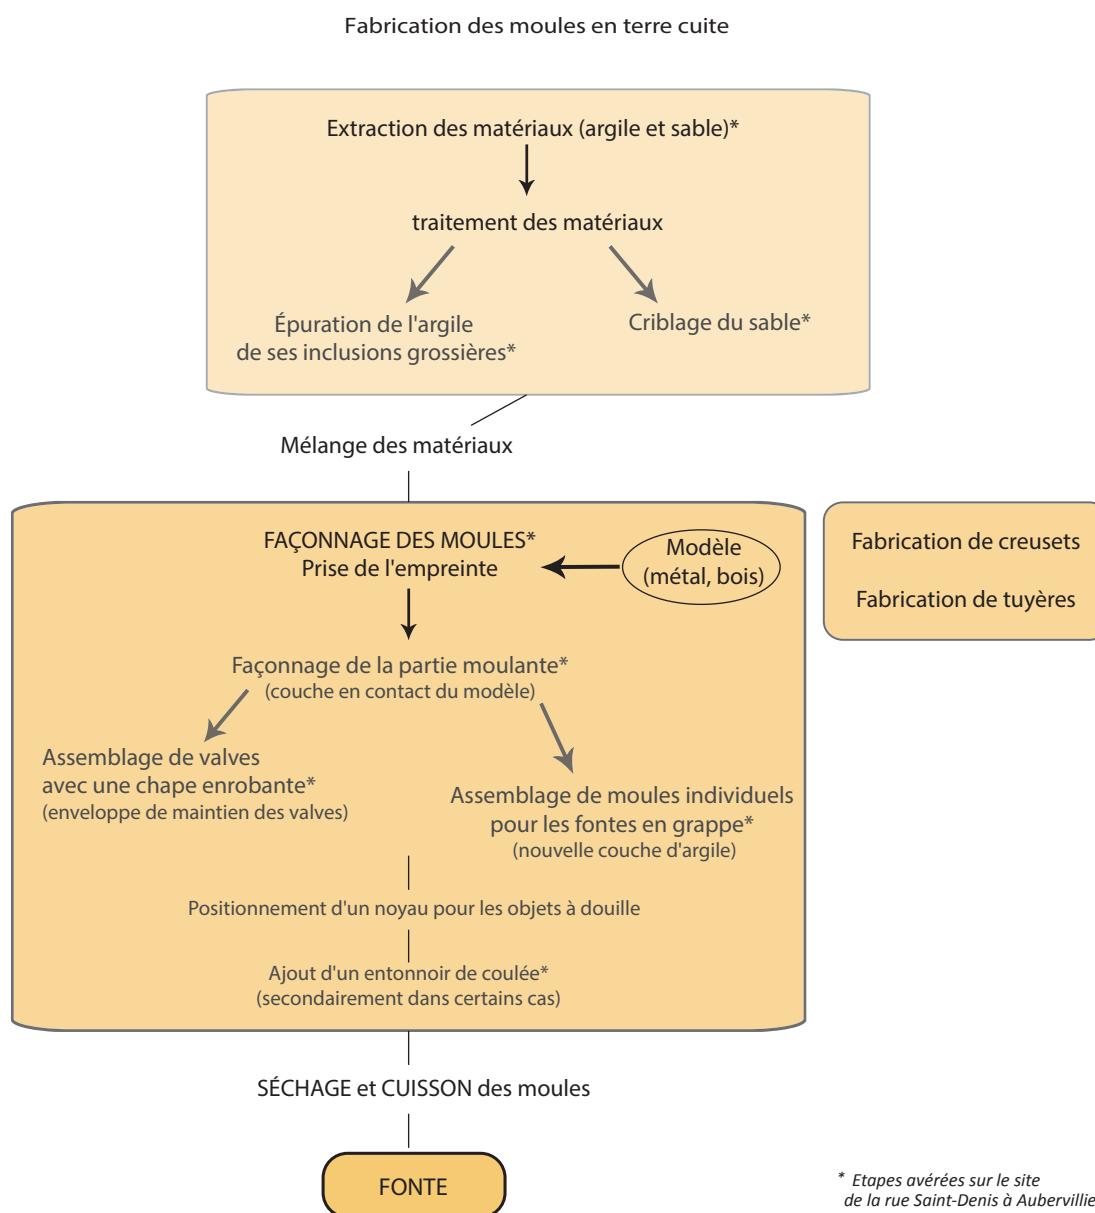 Fabrication des moules en terre cuite
Extraction des matériaux (argile et sable)*
traitement des matériaux
Épuration de l'argile
de ses inclusions grossières*
Criblage du sable*
Mélange des matériaux
FAÇONNAGE DES MOULES*
Prise de l'empreinte
Modèle
(métal, bois)
Fabrication de creusets
Fabrication de tuyères
Façonnage de la partie moulante*
(couche en contact du modèle)
Assemblage de valves
avec une chape enrobante*
(enveloppe de maintien des valves)
Assemblage de moules individuels
pour les fontes en grappe*
(nouvelle couche d'argile)
Positionnement d'un noyau pour les objets à douille
Ajout d'un entonnoir de coulée*
(secondairement dans certains cas)
SÉCHAGE et CUISSON des moules
FONTE
* Etapes avérées sur le site
de la rue Saint-Denis à Aubervillie